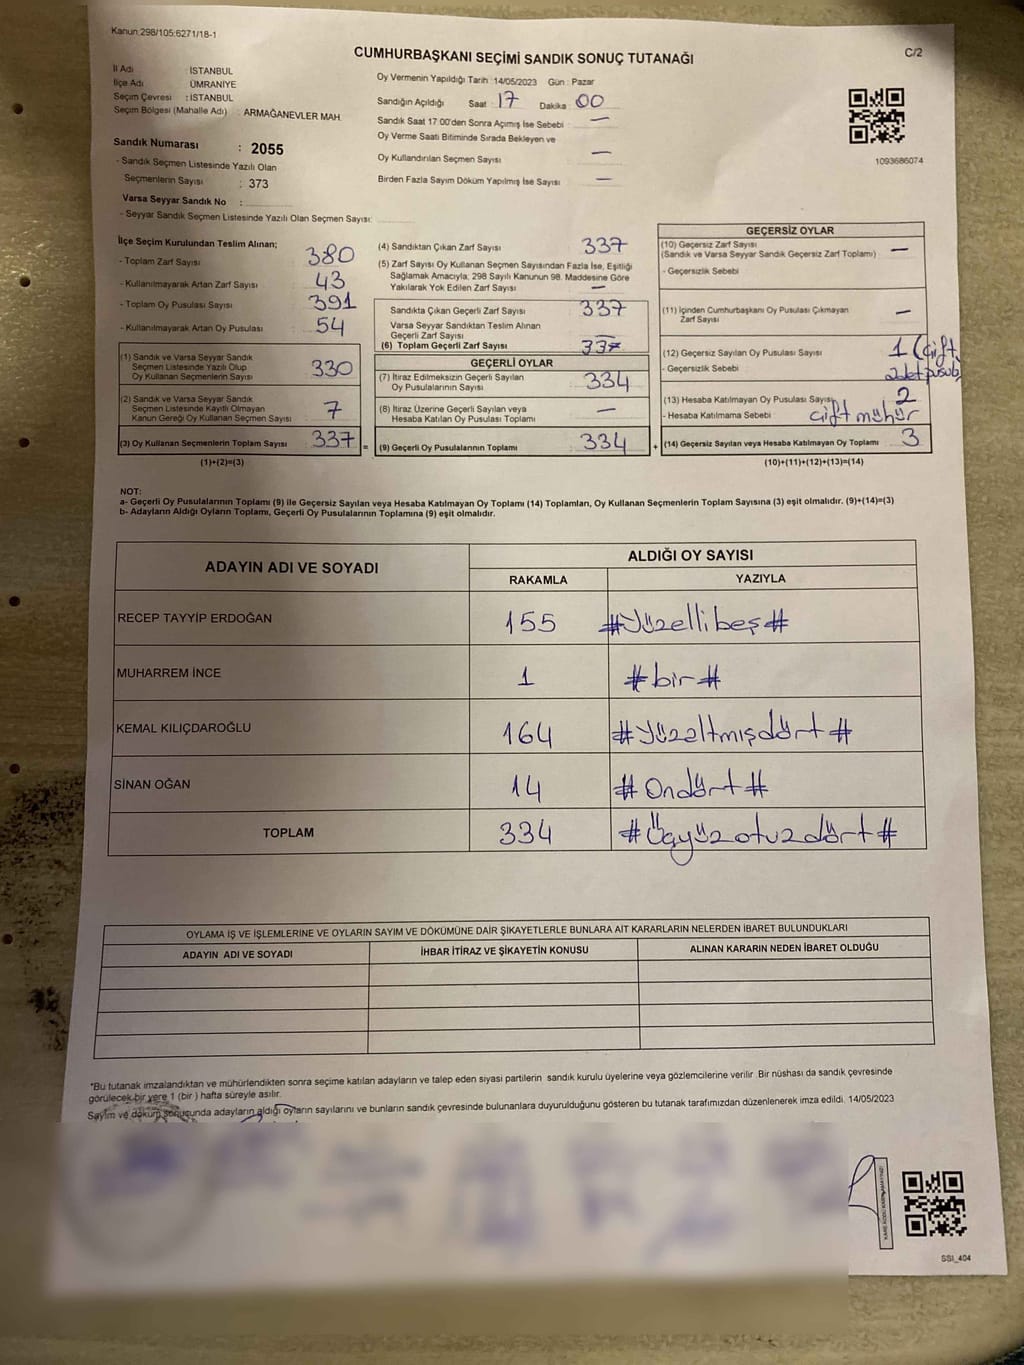 Kanun:298/105:6271/18-1
CUMHURBAŞKANI SEÇİMİ SANDIK SONUÇ TUTANAĞI
C/2
İl Adı : İSTANBUL
İlçe Adı : ÜMRANİYE
Seçim Çevresi : İSTANBUL
Seçim Bölgesi (Mahalle Adı) : ARMAĞANEVLER MAH.
Sandık Numarası : 2055
- Sandık Seçmen Listesinde Yazılı Olan
Seçmenlerin Sayısı : 373
Varsa Seyyar Sandık No :
- Seyyar Sandık Seçmen Listesinde Yazılı Olan Seçmen Sayısı:
Oy Vermenin Yapıldığı Tarih :14/05/2023 Gün : Pazar
Sandığın Açıldığı Saat : 17 Dakika : 00
Sandık Saat 17:00'den Sonra Açımış İse Sebebi : —
Oy Verme Saati Bitiminde Sırada Bekleyen ve
Oy Kullandırılan Seçmen Sayısı —
Birden Fazla Sayım Döküm Yapılmış İse Sayısı : —
1093686074
İlçe Seçim Kurulundan Teslim Alınan;
- Toplam Zarf Sayısı : 380
- Kullanılmayarak Artan Zarf Sayısı : 43
- Toplam Oy Pusulası Sayısı : 391
- Kullanılmayarak Artan Oy Pusulası : 54
(1) Sandık ve Varsa Seyyar Sandık
Seçmen Listesinde Yazılı Olup
Oy Kullanan Seçmenlerin Sayısı : 330
(2) Sandık ve Varsa Seyyar Sandık
Seçmen Listesinde Kayıtlı Olmayan
Kanun Gereği Oy Kullanan Seçmen Sayısı : 7
(3) Oy Kullanan Seçmenlerin Toplam Sayısı : 337 =
(1)+(2)=(3)
(4) Sandıktan Çıkan Zarf Sayısı : 337
(5) Zarf Sayısı Oy Kullanan Seçmen Sayısından Fazla İse, Eşitliği
Sağlamak Amacıyla, 298 Sayılı Kanunun 98. Maddesine Göre
Yakılarak Yok Edilen Zarf Sayısı : —
Sandıkta Çıkan Geçerli Zarf Sayısı : 337
Varsa Seyyar Sandıktan Teslim Alınan
Geçerli Zarf Sayısı : —
(6) Toplam Geçerli Zarf Sayısı : 337
GEÇERLİ OYLAR
(7) İtiraz Edilmeksizin Geçerli Sayılan
Oy Pusulalarının Sayısı : 334
(8) İtiraz Üzerine Geçerli Sayılan veya
Hesaba Katılan Oy Pusulaları Toplamı : —
(9) Geçerli Oy Pusulalarının Toplamı : 334 +
GEÇERSİZ OYLAR
(10) Geçersiz Zarf Sayısı : —
(Sandık ve Varsa Seyyar Sandık Geçersiz Zarf Toplamı)
- Geçersizlik Sebebi
(11) İçinden Cumhurbaşkanı Oy Pusulası Çıkmayan
Zarf Sayısı : —
(12) Geçersiz Sayılan Oy Pusulası Sayısı 1 (çift
- Geçersizlik Sebebi adet pusula)
(13) Hesaba Katılmayan Oy Pusulası Sayısı 2
- Hesaba Katılmama Sebebi çift mühür
(14) Geçersiz Sayılan veya Hesaba Katılmayan Oy Toplamı : 3
(10)+(11)+(12)+(13)=(14)
NOT:
a- Geçerli Oy Pusulalarının Toplamı (9) ile Geçersiz Sayılan veya Hesaba Katılmayan Oy Toplamı (14) Toplamları, Oy Kullanan Seçmenlerin Toplam Sayısına (3) eşit olmalıdır. (9)+(14)=(3)
b- Adayların Aldığı Oyların Toplamı, Geçerli Oy Pusulalarının Toplamına (9) eşit olmalıdır.
ADAYIN ADI VE SOYADI
ALDIĞI OY SAYISI
RAKAMLA YAZIYLA
RECEP TAYYİP ERDOĞAN 155 #Yüzellibeş#
MUHARREM İNCE 1 #bir#
KEMAL KILIÇDAROĞLU 164 #Yüzaltmışdört#
SİNAN OĞAN 14 #Ondört#
TOPLAM 334 #Üçyüzotuzdört#
OYLAMA İŞ VE İŞLEMLERİNE VE OYLARIN SAYIM VE DÖKÜMÜNE DAİR ŞİKAYETLERLE BUNLARA AİT KARARLARIN NELERDEN İBARET BULUNDUKLARI
ADAYIN ADI VE SOYADI İHBAR İTİRAZ VE ŞİKAYETİN KONUSU ALINAN KARARIN NEDEN İBARET OLDUĞU
*Bu tutanak imzalandıktan ve mühürlendikten sonra seçime katılan adayların ve talep eden siyasi partilerin sandık kurulu üyelerine veya gözlemcilerine verilir. Bir nüshası da sandık çevresinde
görülecek bir yere 1 (bir ) hafta süreyle asılır.
Sayım ve döküm sonucunda adayların aldığı oyların sayılarını ve bunların sandık çevresinde bulunanlara duyurulduğunu gösteren bu tutanak tarafımızdan düzenlenerek imza edildi. 14/05/2023
SSI_404